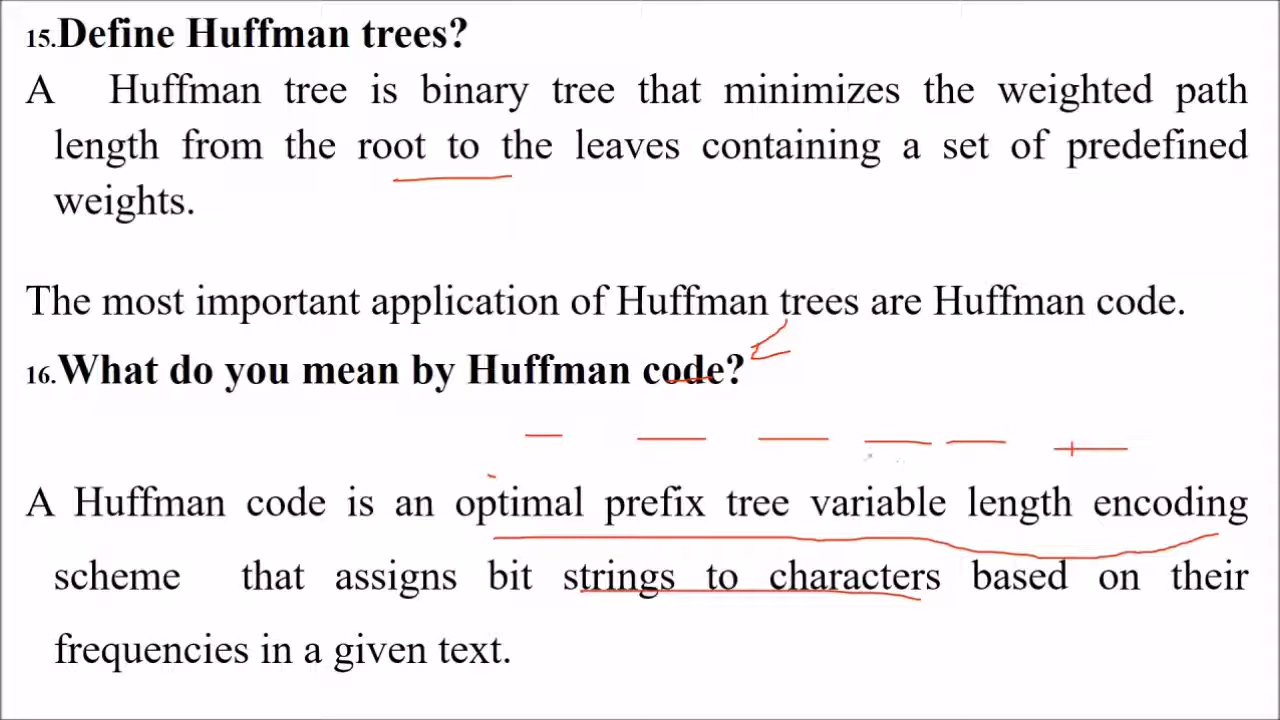 15.Define Huffman trees?
A Huffman tree is binary tree that minimizes the weighted path
length from the root to the leaves containing a set of predefined
weights.
The most important application of Huffman trees are Huffman code.
16.What do you mean by Huffman code?
A Huffman code is an optimal prefix tree variable length encoding
scheme that assigns bit strings to characters based on their
frequencies in a given text.